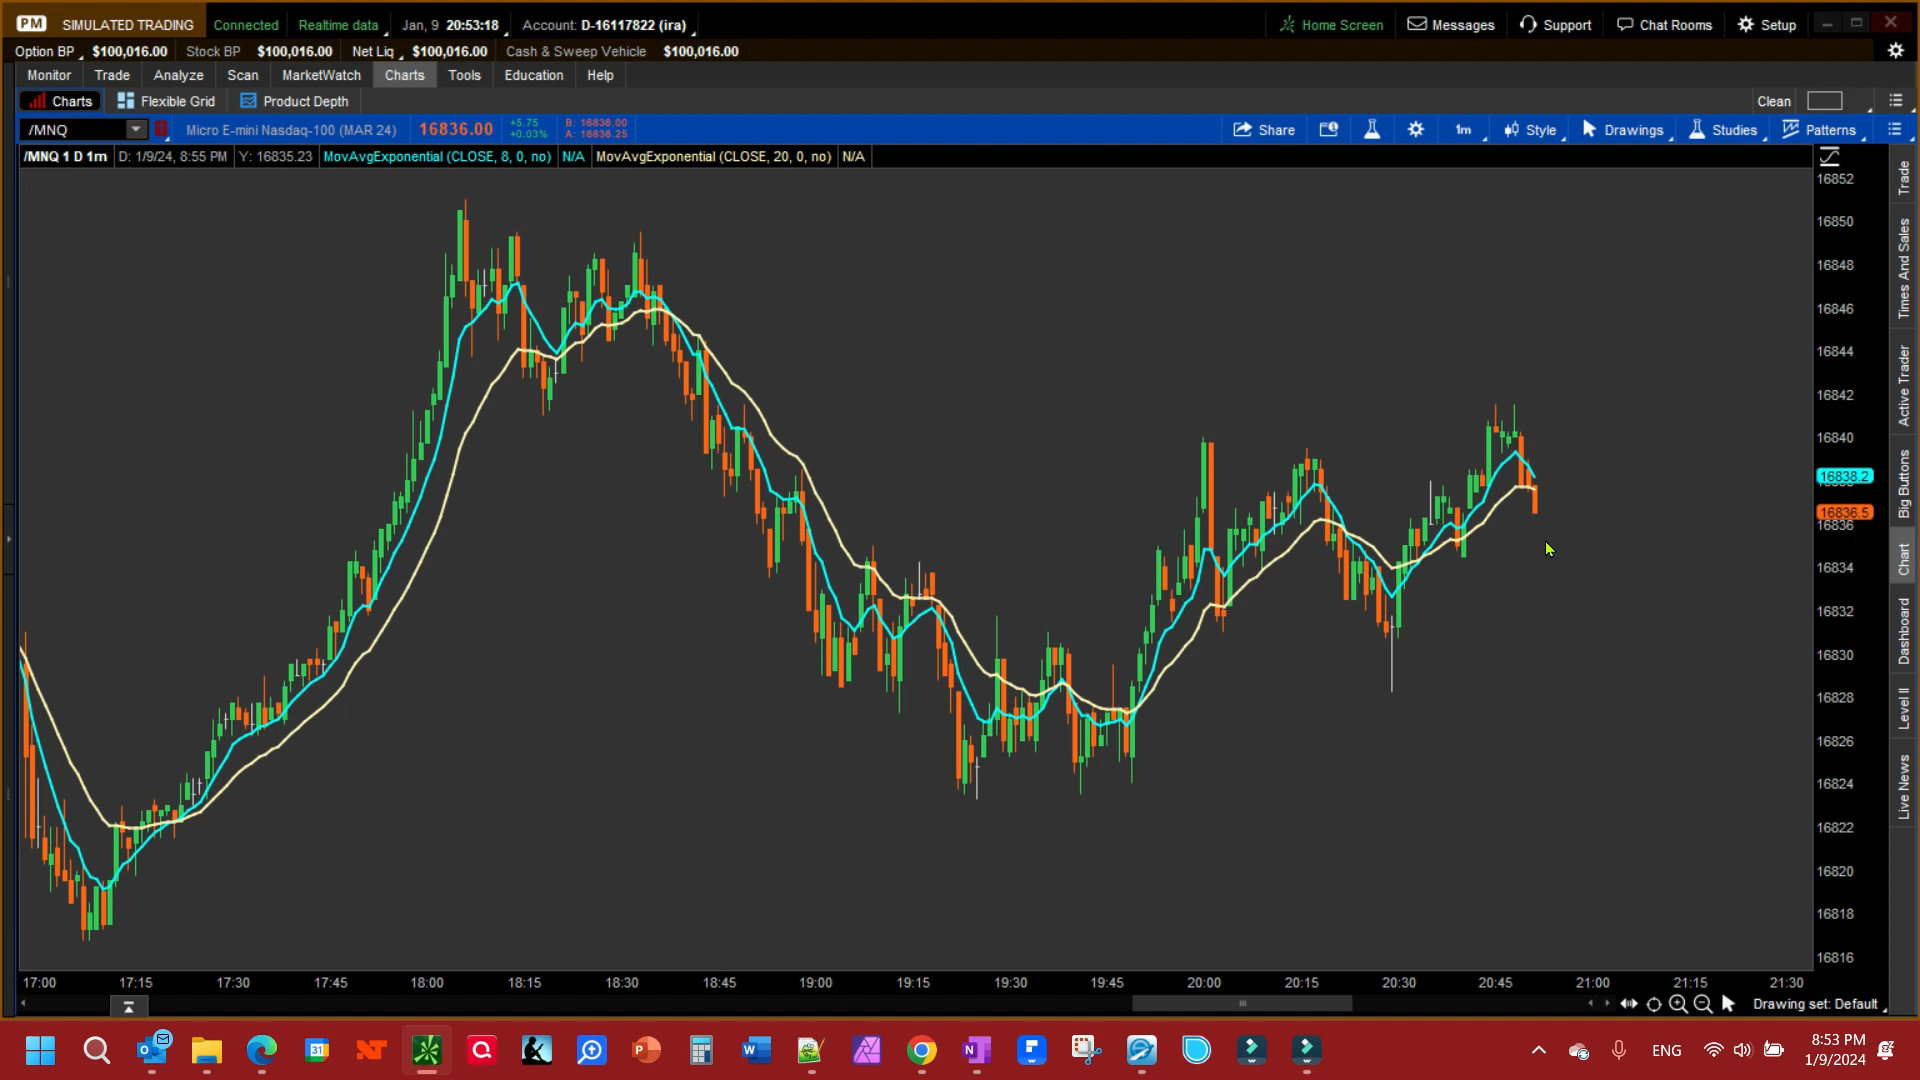 PM SIMULATED TRADING Connected Realtime data Jan, 9 20:53:18 Account: D-16117822 (ira) Home Screen Messages Support Chat Rooms Setup
Option BP $100,016.00 Stock BP $100,016.00 Net Liq $100,016.00 Cash & Sweep Vehicle $100,016.00
Monitor Trade Analyze Scan MarketWatch Charts Tools Education Help
Charts Flexible Grid Product Depth Clean
/MNQ Micro E-mini Nasdaq-100 (MAR 24) 16836.00 +5.75 B: 16836.00 Share 1m Style Drawings Studies Patterns
+0.03% A: 16836.25
/MNQ 1 D 1m D: 1/9/24, 8:55 PM Y: 16835.23 MovAvgExponential (CLOSE, 8, 0, no) N/A MovAvgExponential (CLOSE, 20, 0, no) N/A
16852
16850
16848
16846
16844
16842
16840
16838.2
16836.5
16836
16834
16832
16830
16828
16826
16824
16822
16820
16818
16816
Trade
Times And Sales
Active Trader
Big Buttons
Chart
Dashboard
Level II
Live News
17:00 17:15 17:30 17:45 18:00 18:15 18:30 18:45 19:00 19:15 19:30 19:45 20:00 20:15 20:30 20:45 21:00 21:15 21:30
Drawing set: Default
31 ENG 8:53 PM
1/9/2024